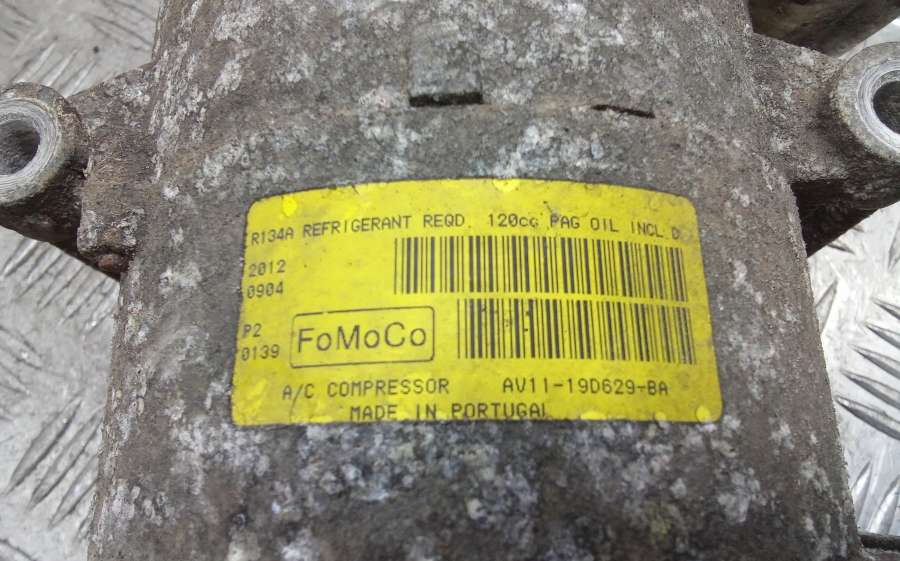 R134A REFRIGERANT REQD. 120cc PAG OIL INCL.D
2012
0904
P2
0139
FoMoCo
A/C COMPRESSOR AV11-19D629-BA
MADE IN PORTUGAL